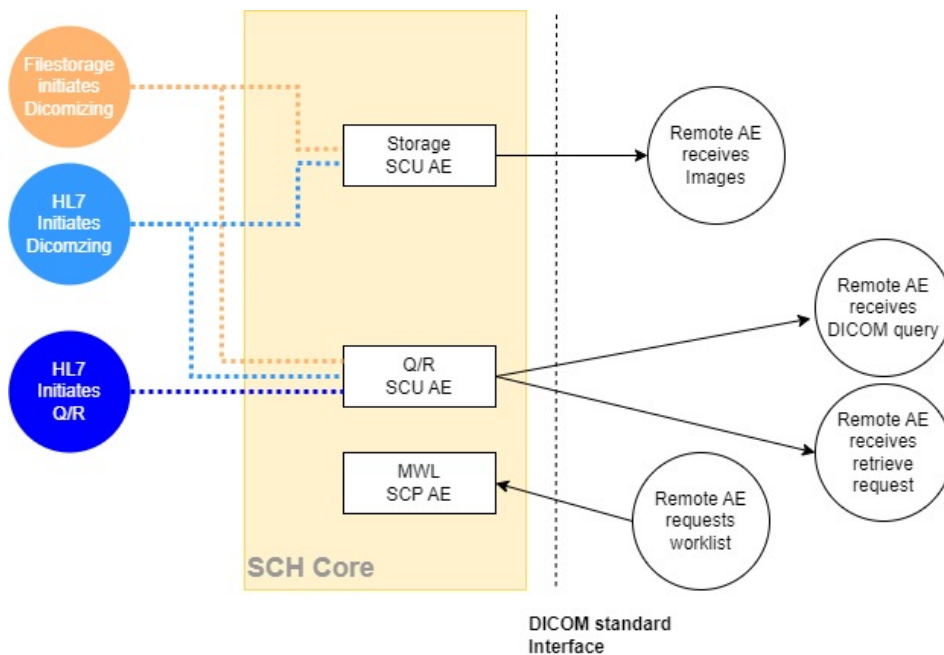 Filestorage
initiates
Dicomizing
HL7
Initiates
Dicomzing
HL7
Initiates
Q/R
Storage
SCU AE
Q/R
SCU AE
MWL
SCP AE
SCH Core
Remote AE
receives
Images
Remote AE
receives
DICOM query
Remote AE
receives
retrieve
request
Remote AE
requests
worklist
DICOM standard
Interface